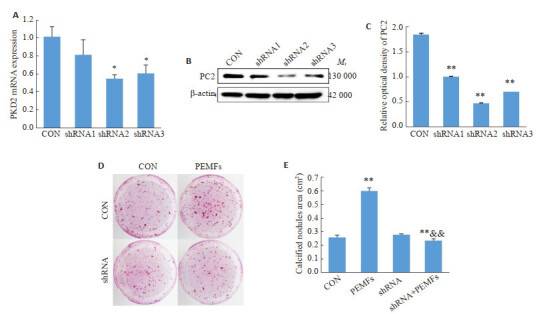 A
PKD2 mRNA expression
1.2
1.0
0.8
0.6
0.4
0.2
0
*
*
CON
shRNA1
shRNA2
shRNA3
B
CON
shRNA1
shRNA2
shRNA3
Mr
PC2
130 000
β-actin
42 000
C
Relative optical density of PC2
2.0
1.5
1.0
0.5
0.0
**
**
**
CON
shRNA1
shRNA2
shRNA3
D
CON
PEMFs
CON
shRNA
E
Calcified nodules area (cm²)
0.7
0.6
0.5
0.4
0.3
0.2
0.1
0
**
**&&
CON
PEMFs
shRNA
shRNA+PEMFs